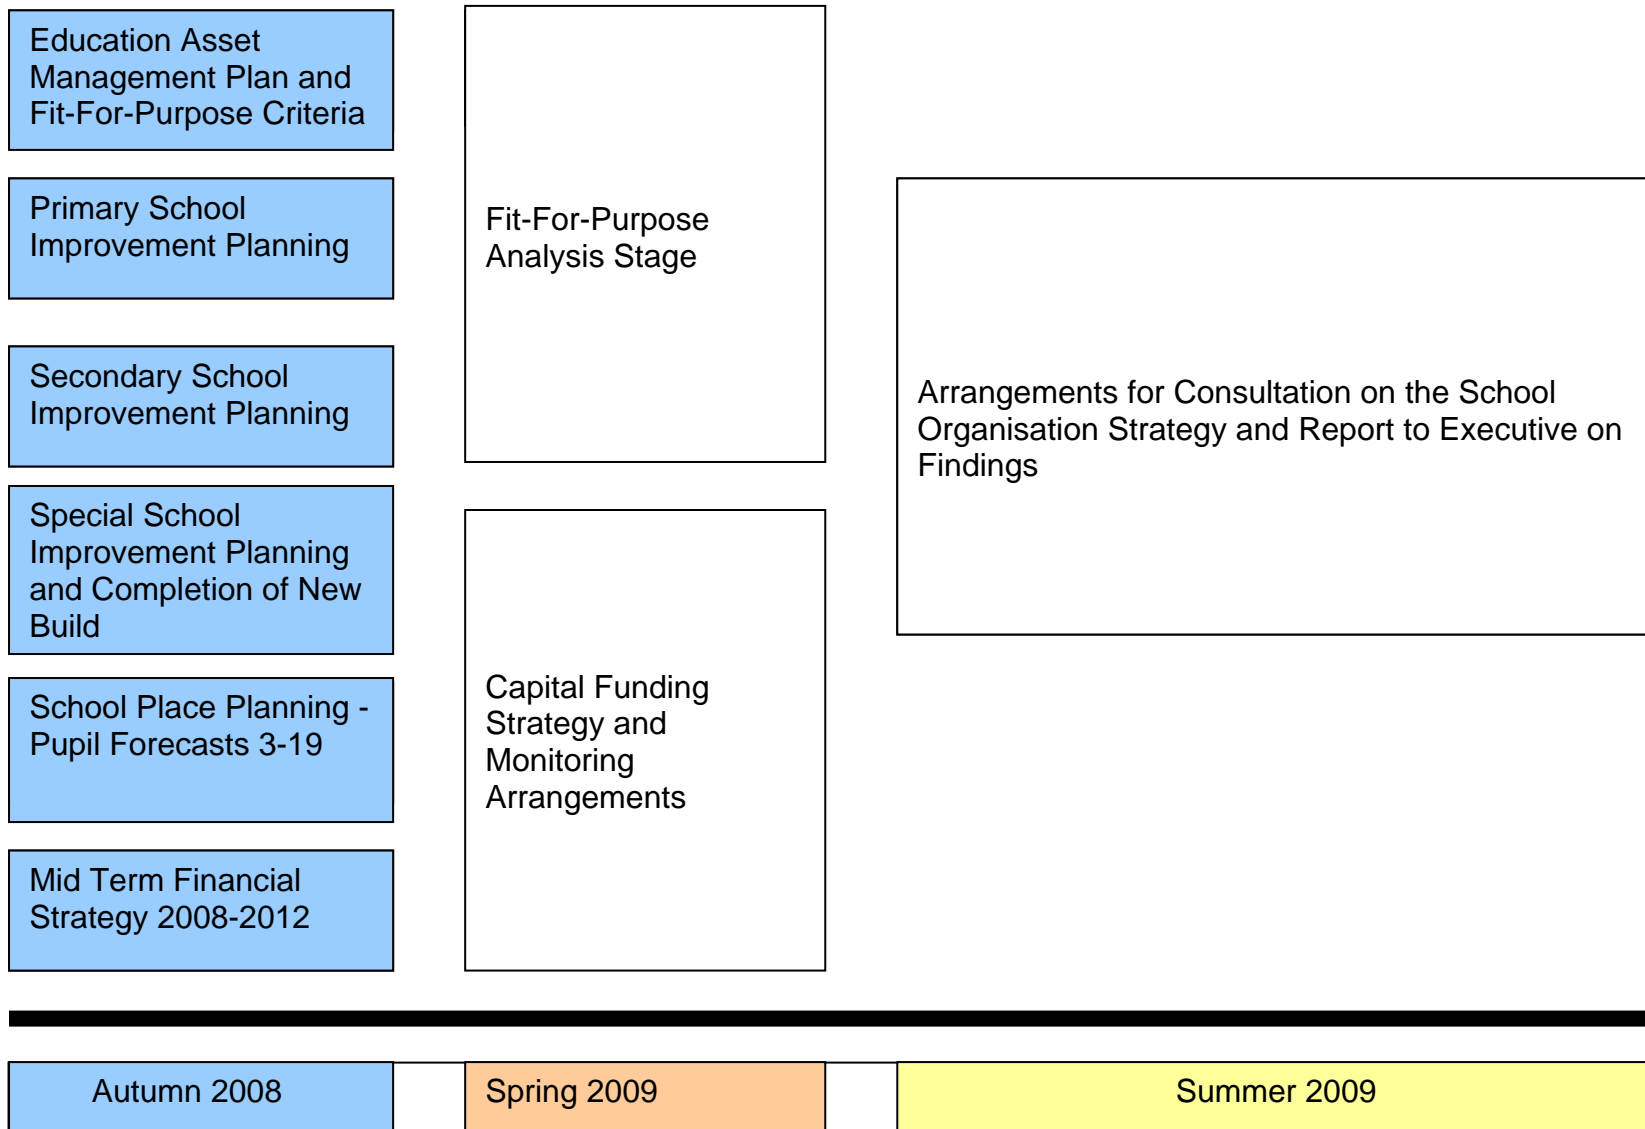 Education Asset
Management Plan and
Fit-For-Purpose Criteria
Primary School
Improvement Planning
Secondary School
Improvement Planning
Special School
Improvement Planning
and Completion of New
Build
School Place Planning -
Pupil Forecasts 3-19
Mid Term Financial
Strategy 2008-2012
Fit-For-Purpose
Analysis Stage
Capital Funding
Strategy and
Monitoring
Arrangements
Arrangements for Consultation on the School
Organisation Strategy and Report to Executive on
Findings
Autumn 2008
Spring 2009
Summer 2009